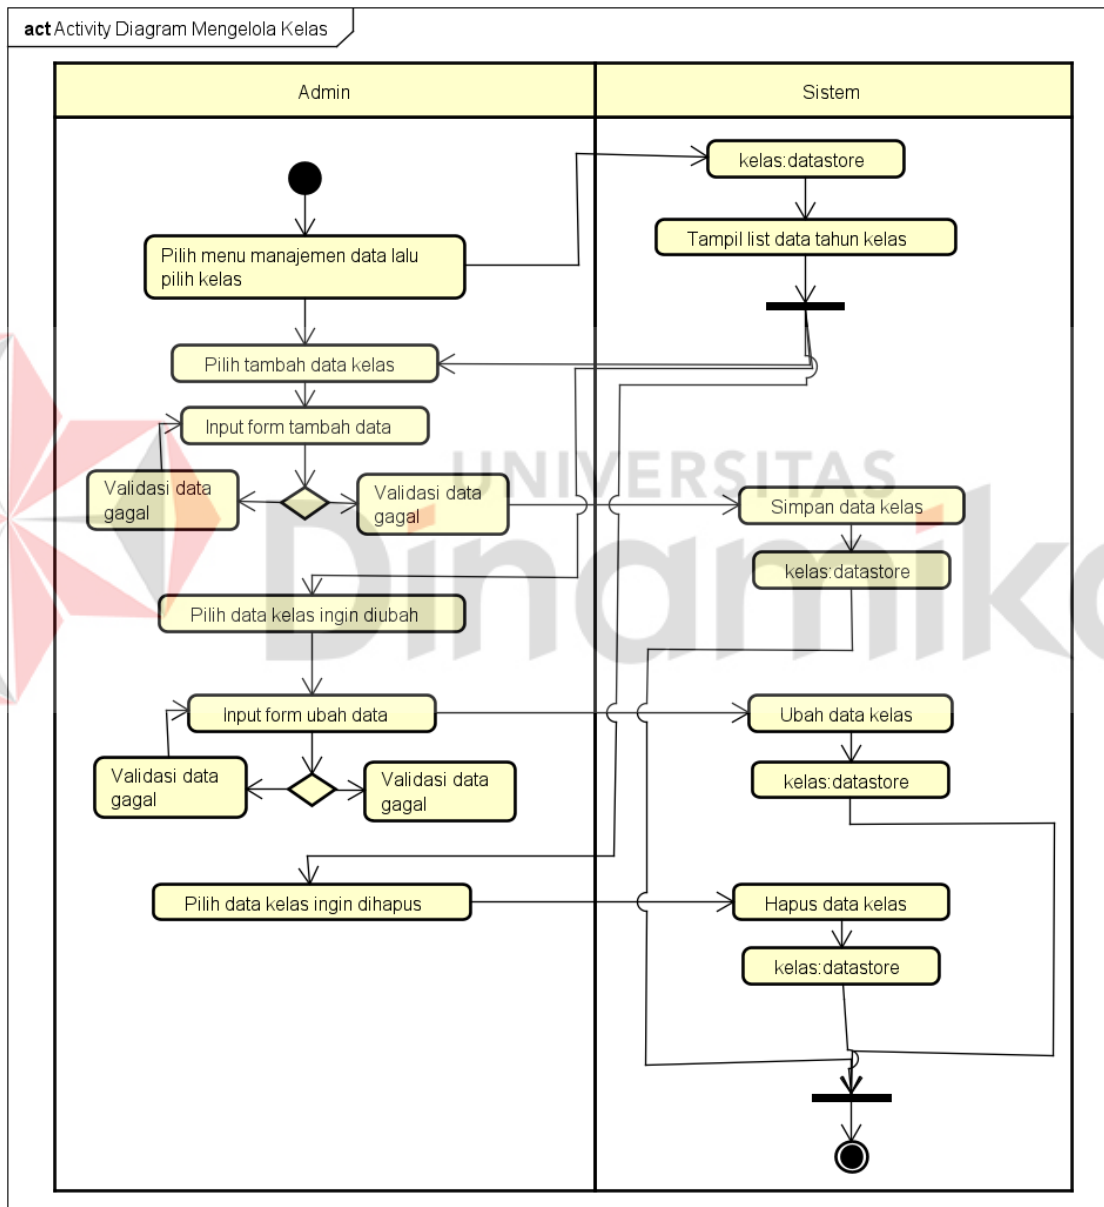 act Activity Diagram Mengelola Kelas
Admin
Sistem
kelas:datastore
Pilih menu manajemen data lalu
pilih kelas
Tampil list data tahun kelas
Pilih tambah data kelas
Input form tambah data
Validasi data
gagal
Validasi data
gagal
Simpan data kelas
kelas:datastore
Pilih data kelas ingin diubah
Input form ubah data
Ubah data kelas
Validasi data
gagal
Validasi data
gagal
kelas:datastore
Pilih data kelas ingin dihapus
Hapus data kelas
kelas:datastore
UNIVERSITAS
Dinamika